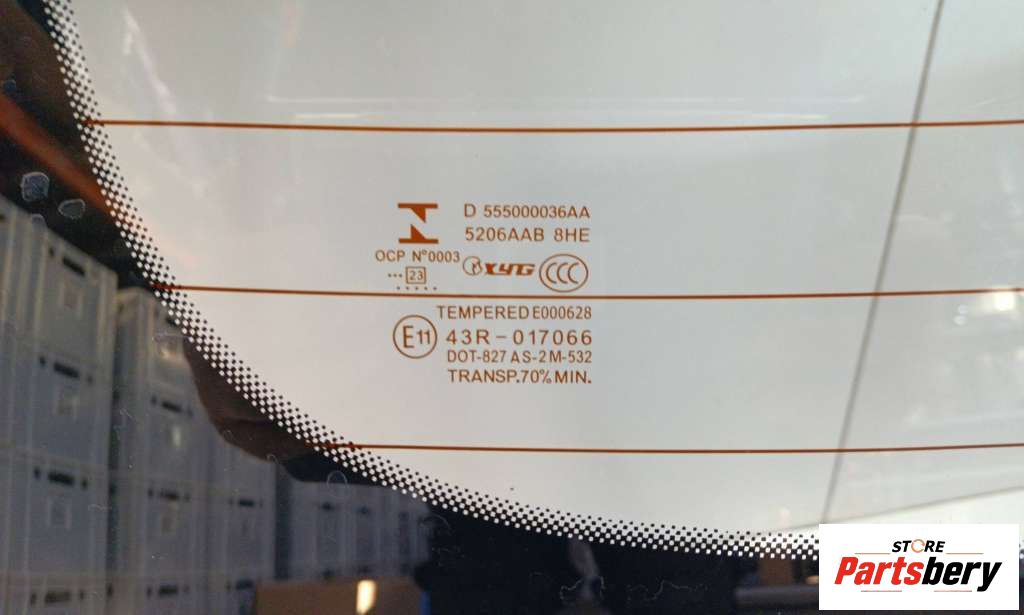 D 555000036AA
5206AAB 8HE
OCP N°0003
XYG CCC
••• 23
•••••
TEMPERED E000628
E11 43R-017066
DOT-827 AS-2 M-532
TRANSP.70% MIN.
STORE
Partsbery